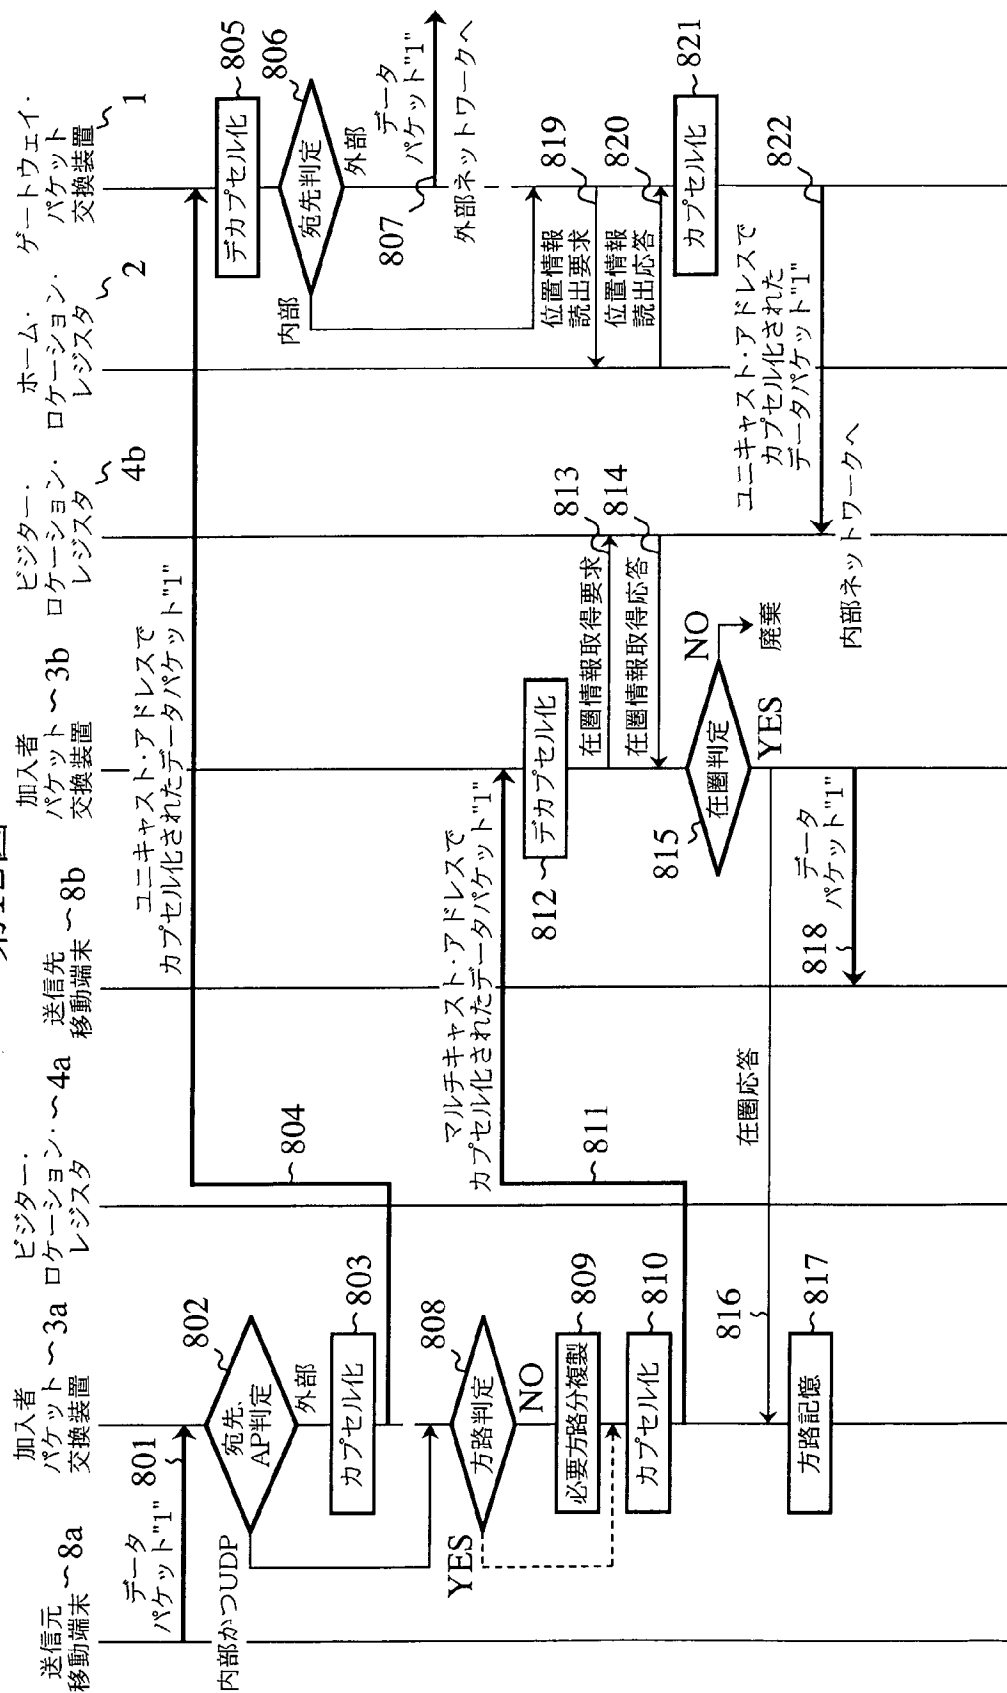 送信元
移動端末
8a
加入者
パケット
交換装置
3a
ビジター・
ロケーション・
レジスタ
4a
送信先
移動端末
8b
加入者
パケット
交換装置
3b
ビジター・
ロケーション・
レジスタ
4b
ホーム・
ロケーション・
レジスタ
2
ゲートウェイ・
パケット
交換装置
1
データ
パケット"1"
801
802
宛先、
AP判定
外部
内部かつUDP
カプセル化
803
804
ユニキャスト・アドレスで
カプセル化されたデータパケット"1"
デカプセル化
805
806
宛先判定
外部
内部
データ
パケット"1"
807
外部ネットワークへ
808
方路判定
YES
NO
必要方路分複製
809
カプセル化
810
811
マルチキャスト・アドレスで
カプセル化されたデータパケット"1"
812
デカプセル化
在圏情報取得要求
813
在圏情報取得応答
814
815
在圏判定
NO
廃棄
YES
在圏応答
816
方路記憶
817
データ
パケット"1"
818
位置情報
読出要求
819
位置情報
読出応答
820
カプセル化
821
ユニキャスト・アドレスで
カプセル化された
データパケット"1"
822
内部ネットワークへ